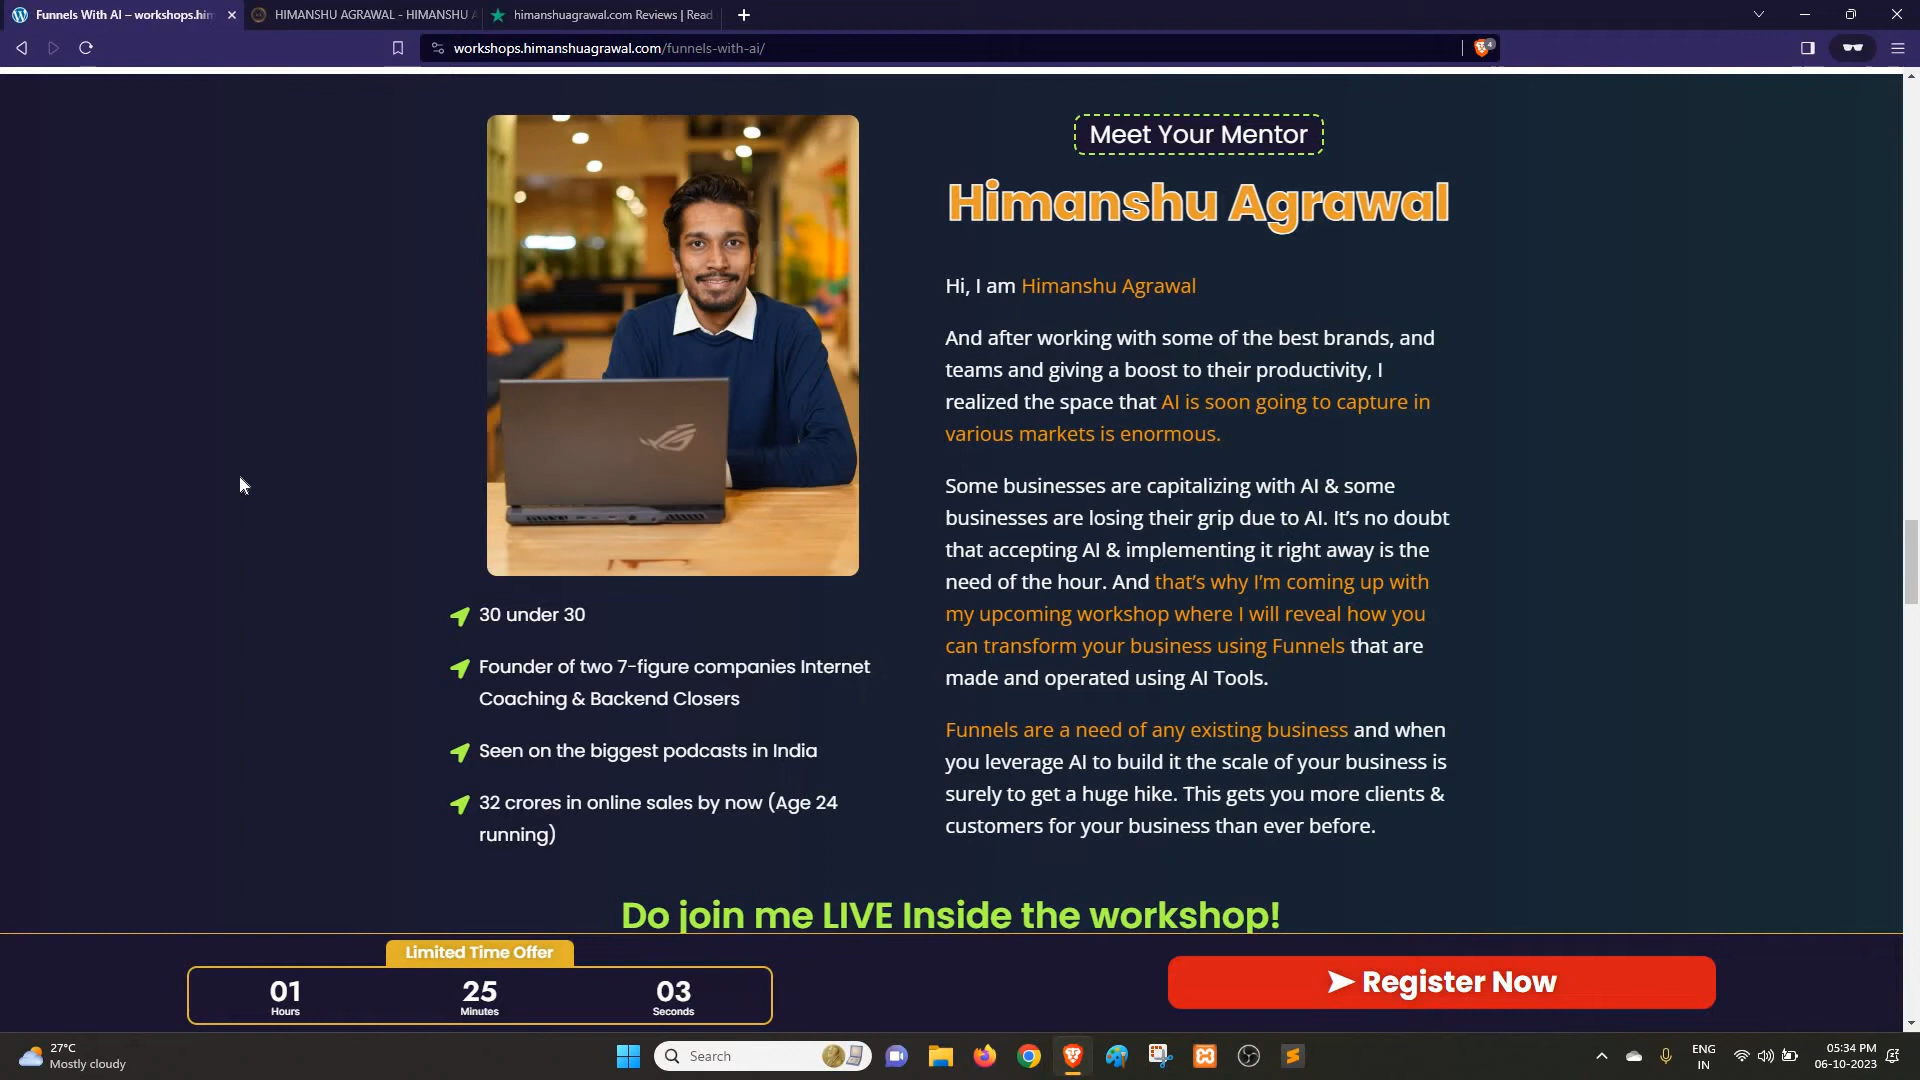 Funnels With AI – workshops.him
HIMANSHU AGRAWAL - HIMANSHU A
himanshuagrawal.com Reviews | Read
workshops.himanshuagrawal.com/funnels-with-ai/
4
Meet Your Mentor
Himanshu Agrawal
Hi, I am Himanshu Agrawal
And after working with some of the best brands, and
teams and giving a boost to their productivity, I
realized the space that AI is soon going to capture in
various markets is enormous.
Some businesses are capitalizing with AI & some
businesses are losing their grip due to AI. It's no doubt
that accepting AI & implementing it right away is the
need of the hour. And that's why I'm coming up with
my upcoming workshop where I will reveal how you
can transform your business using Funnels that are
made and operated using AI Tools.
Funnels are a need of any existing business and when
you leverage AI to build it the scale of your business is
surely to get a huge hike. This gets you more clients &
customers for your business than ever before.
30 under 30
Founder of two 7-figure companies Internet
Coaching & Backend Closers
Seen on the biggest podcasts in India
32 crores in online sales by now (Age 24
running)
Do join me LIVE Inside the workshop!
Limited Time Offer
01 25 03
Hours Minutes Seconds
➤ Register Now
27°C
Mostly cloudy
Search
ENG
IN
05:34 PM
06-10-2023